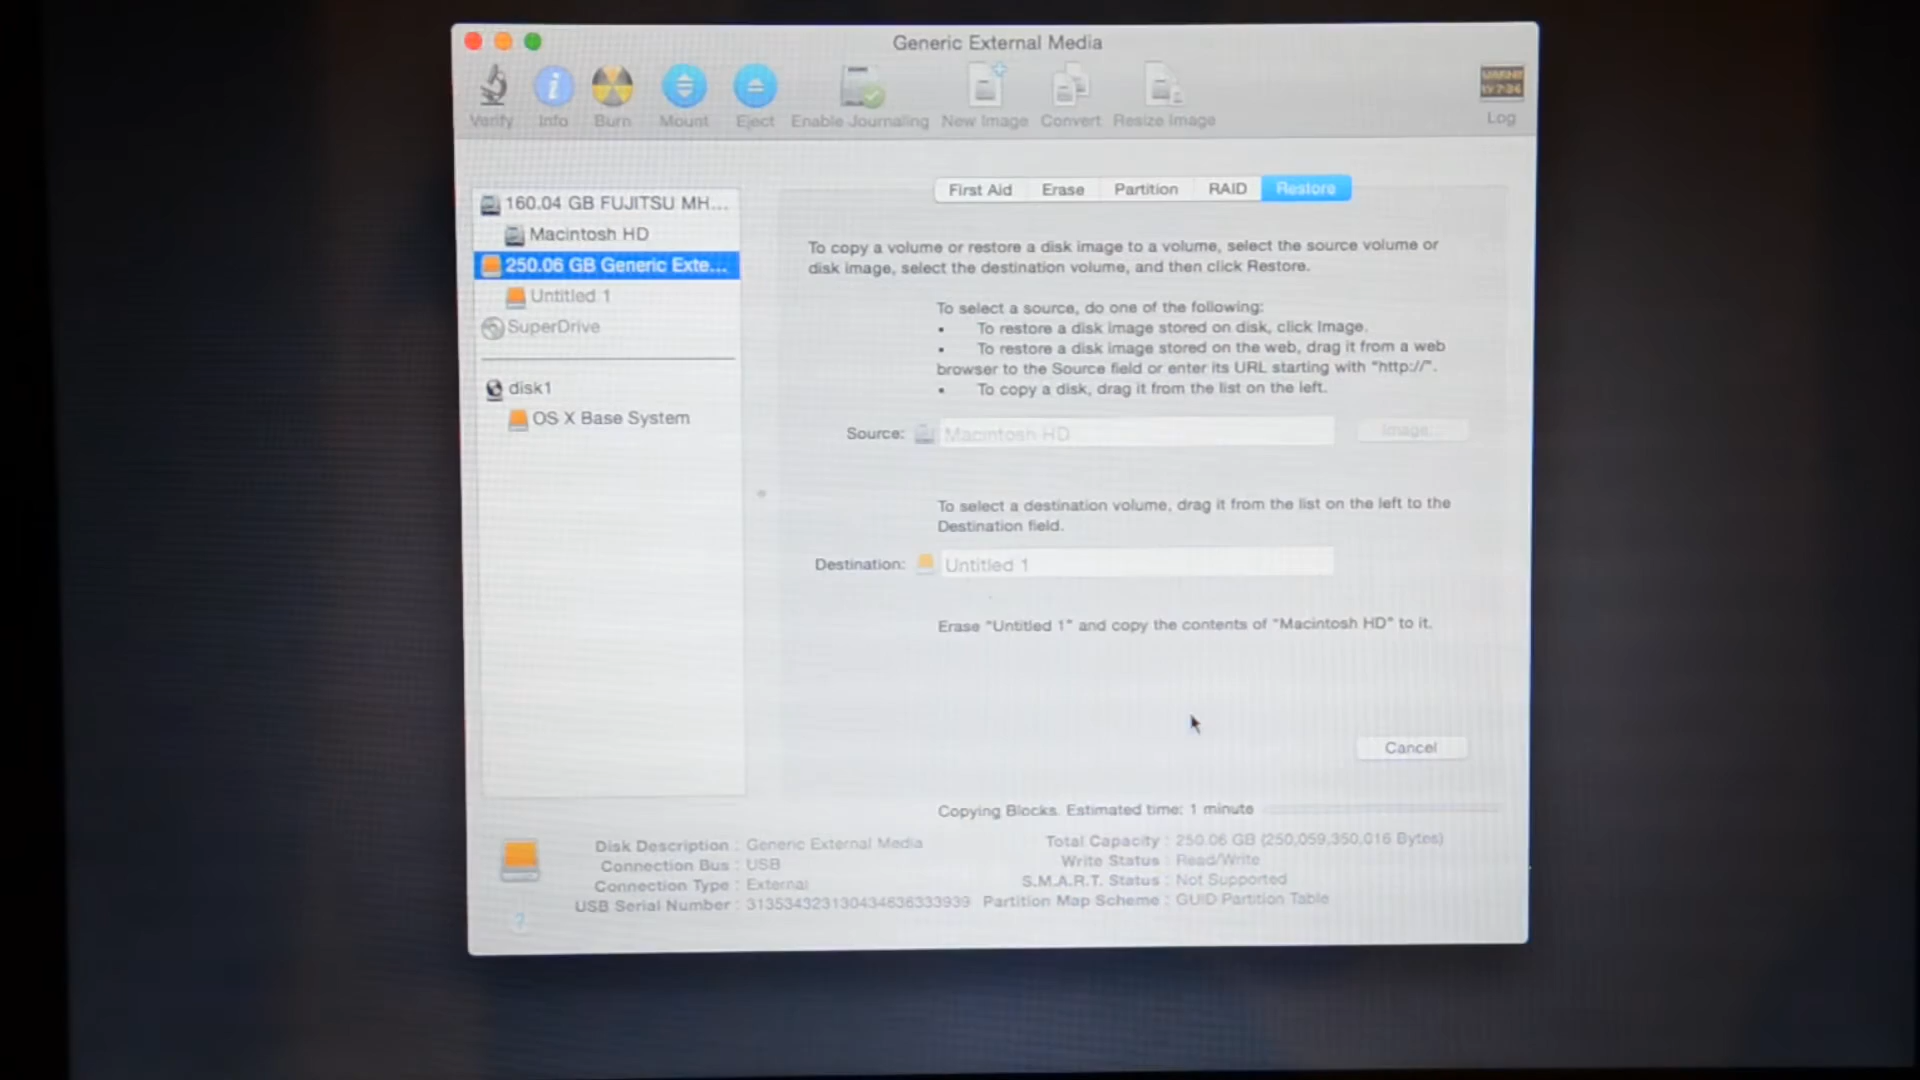 Generic External Media
Verify Info Burn Mount Eject Enable Journaling New Image Convert Resize Image Log
160.04 GB FUJITSU MH...
Macintosh HD
250.06 GB Generic Exte...
Untitled 1
SuperDrive
disk1
OS X Base System
First Aid Erase Partition RAID Restore
To copy a volume or restore a disk image to a volume, select the source volume or
disk image, select the destination volume, and then click Restore.
To select a source, do one of the following:
• To restore a disk image stored on disk, click Image.
• To restore a disk image stored on the web, drag it from a web
browser to the Source field or enter its URL starting with "http://".
• To copy a disk, drag it from the list on the left.
Source: Macintosh HD Image...
To select a destination volume, drag it from the list on the left to the
Destination field.
Destination: Untitled 1
Erase "Untitled 1" and copy the contents of "Macintosh HD" to it.
Cancel
Copying Blocks. Estimated time: 1 minute
Disk Description : Generic External Media
Connection Bus : USB
Connection Type : External
USB Serial Number :
Total Capacity : 250.06 GB (250,059,350,016 Bytes)
Write Status : Read/Write
S.M.A.R.T. Status : Not Supported
Partition Map Scheme : GUID Partition Table
?